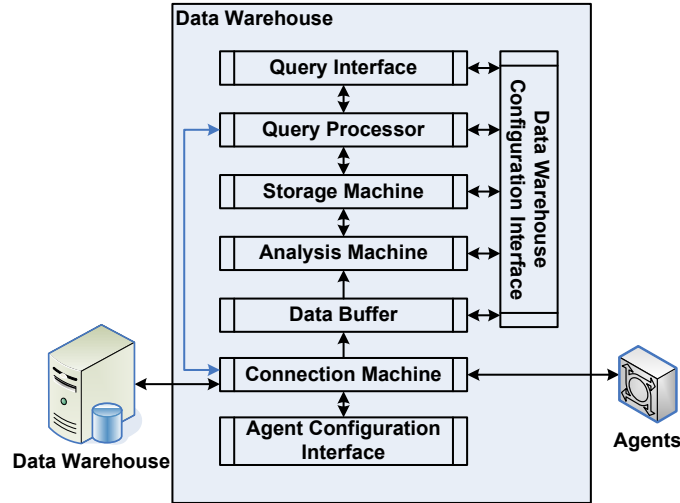 Data Warehouse
Query Interface
Query Processor
Storage Machine
Analysis Machine
Data Buffer
Connection Machine
Agent Configuration
Interface
Data Warehouse
Configuration Interface
Data Warehouse
Agents